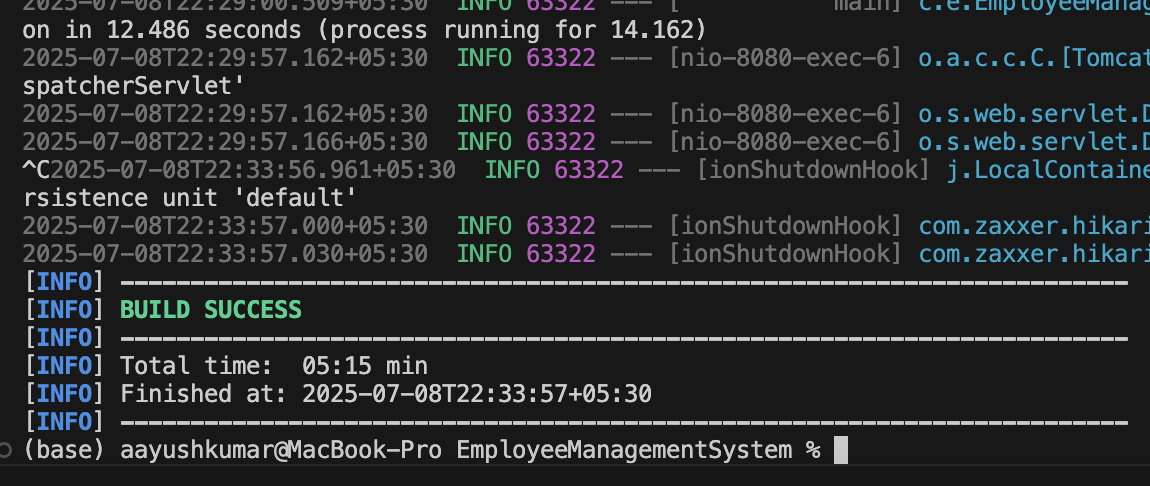 2025-07-08T22:29:00.509+05:30  INFO 63322 --- [           main] c.e.EmployeeManag
on in 12.486 seconds (process running for 14.162)
2025-07-08T22:29:57.162+05:30  INFO 63322 --- [nio-8080-exec-6] o.a.c.c.C.[Tomcat
spatcherServlet'
2025-07-08T22:29:57.162+05:30  INFO 63322 --- [nio-8080-exec-6] o.s.web.servlet.D
2025-07-08T22:29:57.166+05:30  INFO 63322 --- [nio-8080-exec-6] o.s.web.servlet.D
^C2025-07-08T22:33:56.961+05:30  INFO 63322 --- [ionShutdownHook] j.LocalContaine
rsistence unit 'default'
2025-07-08T22:33:57.000+05:30  INFO 63322 --- [ionShutdownHook] com.zaxxer.hikari
2025-07-08T22:33:57.030+05:30  INFO 63322 --- [ionShutdownHook] com.zaxxer.hikari
[INFO] ------------------------------------------------------------------------
[INFO] BUILD SUCCESS
[INFO] ------------------------------------------------------------------------
[INFO] Total time:  05:15 min
[INFO] Finished at: 2025-07-08T22:33:57+05:30
[INFO] ------------------------------------------------------------------------
(base) aayushkumar@MacBook-Pro EmployeeManagementSystem %